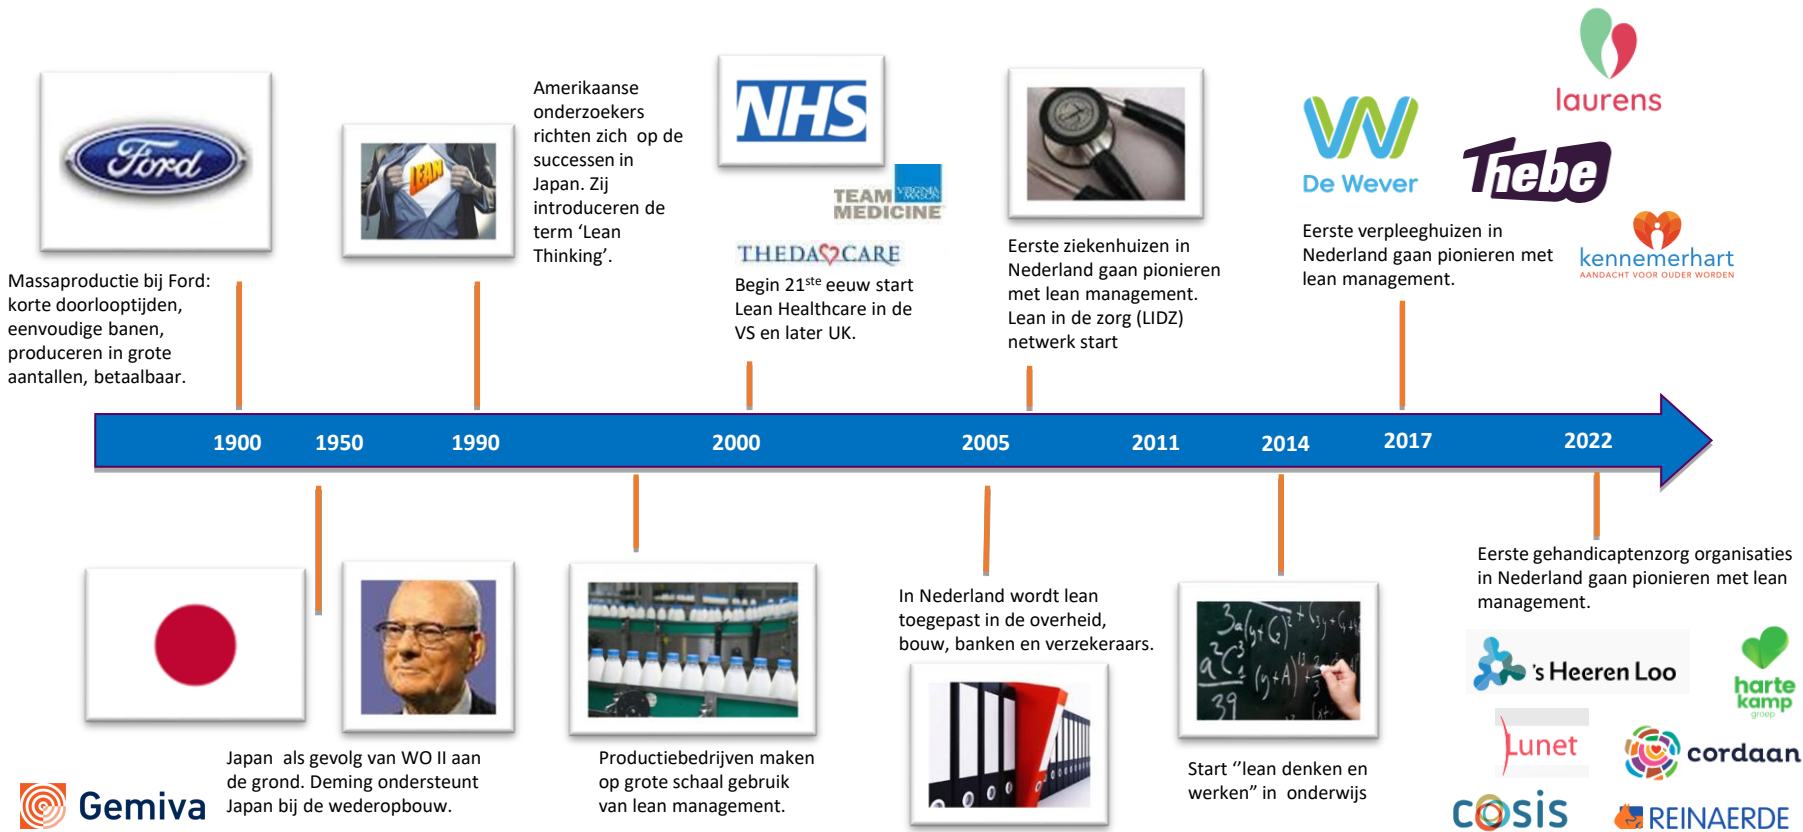 Ford
Massaproductie bij Ford:
korte doorlooptijden,
eenvoudige banen,
produceren in grote
aantallen, betaalbaar.
LEAN
Amerikaanse
onderzoekers
richten zich op de
successen in
Japan. Zij
introduceren de
term ‘Lean
Thinking’.
NHS
TEAM
MEDICINE
VIRGINIA
MASON
THEDACARE
Begin 21ste eeuw start
Lean Healthcare in de
VS en later UK.
Eerste ziekenhuizen in
Nederland gaan pionieren
met lean management.
Lean in de zorg (LIDZ)
netwerk start
De Wever
Thebe
laurens
kennemerhart
AANDACHT VOOR OUDER WORDEN
Eerste verpleeghuizen in
Nederland gaan pionieren met
lean management.
1900 1950 1990 2000 2005 2011 2014 2017 2022
Japan als gevolg van WO II aan
de grond. Deming ondersteunt
Japan bij de wederopbouw.
Productiebedrijven maken
op grote schaal gebruik
van lean management.
In Nederland wordt lean
toegepast in de overheid,
bouw, banken en verzekeraars.
Start ‘’lean denken en
werken” in onderwijs
Eerste gehandicaptenzorg organisaties
in Nederland gaan pionieren met lean
management.
's Heeren Loo
harte
kamp
groep
Lunet
cordaan
cosis
REINAERDE
Gemiva